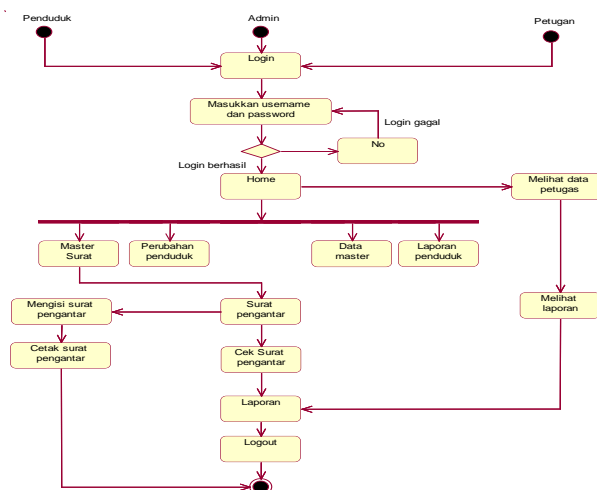 `
Penduduk
Admin
Petugan
Login
Masukkan username
dan password
Login gagal
No
Login berhasil
Home
Melihat data
petugas
Master
Surat
Perubahan
penduduk
Data
master
Laporan
penduduk
Mengisi surat
pengantar
Surat
pengantar
Melihat
laporan
Cetak surat
pengantar
Cek Surat
pengantar
Laporan
Logout